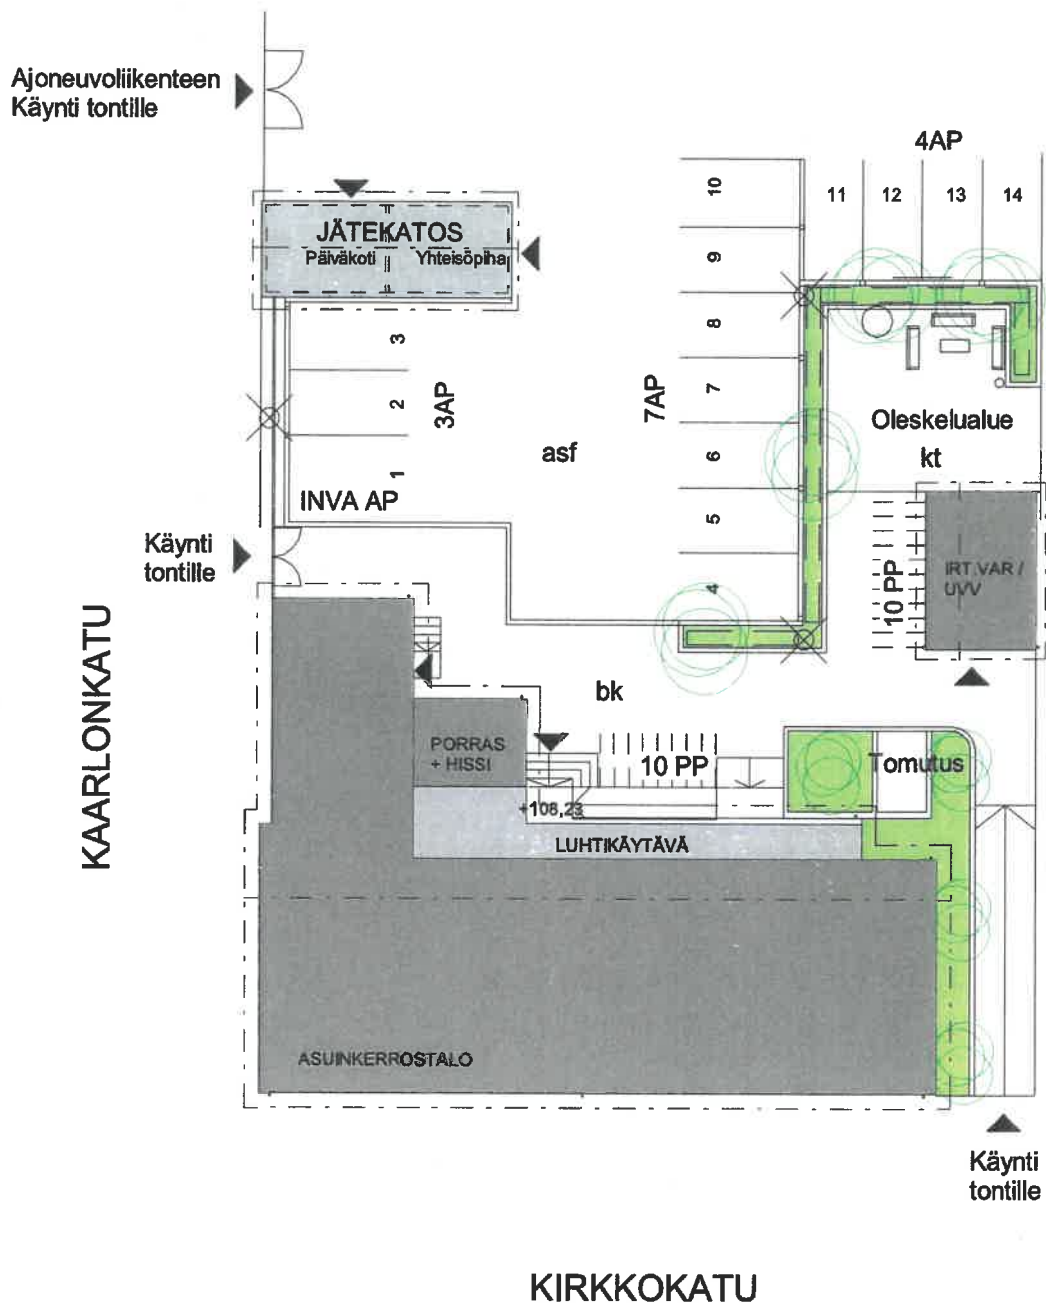 Ajoneuvoliikenteen
Käynti tontille
4AP
10
11
12
13
14
JÄTEKATOS
Päiväkoti
Yhteisöpiha
9
3
8
2
3AP
7AP
7
Oleskelualue
asf
6
kt
1
INVA AP
5
Käynti
tontille
10 PP
IRT.VAR /
UVV
4
KAARLONKATU
bk
PORRAS
+ HISSI
10 PP
Tomutus
+108,23
LUHTIKÄYTÄVÄ
ASUINKERROSTALO
Käynti
tontille
KIRKKOKATU